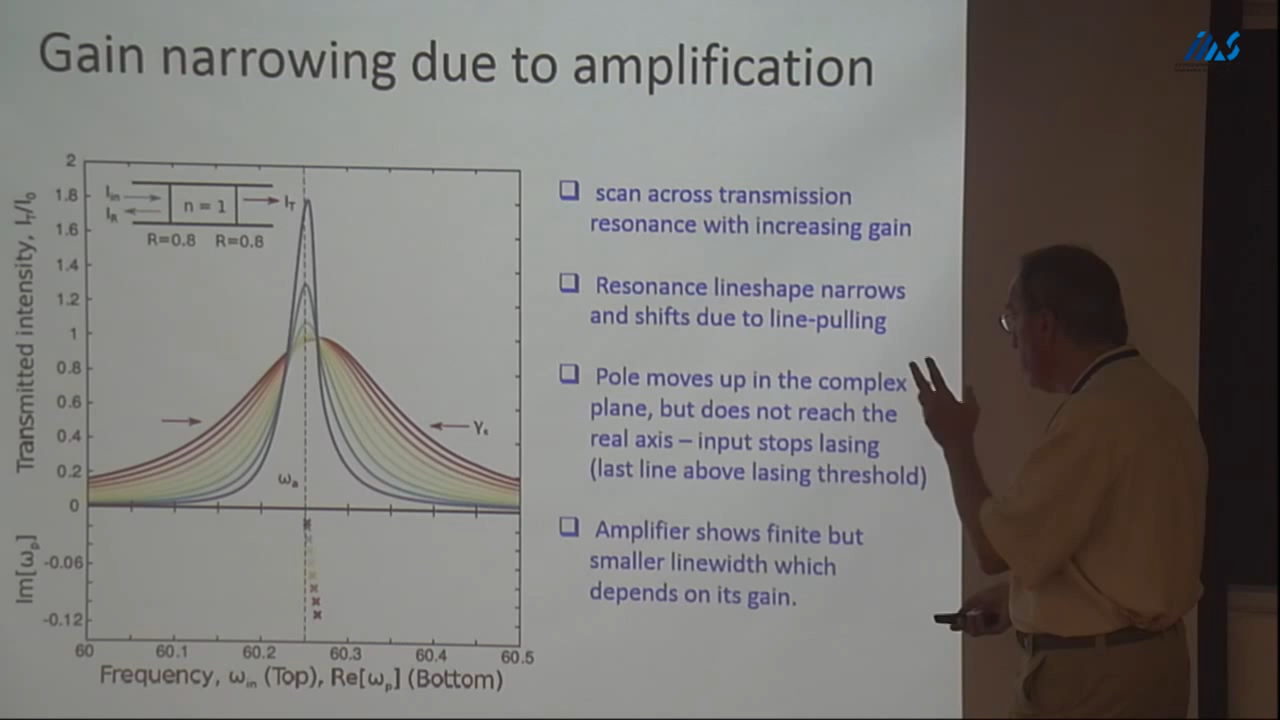 Gain narrowing due to amplification
2
1.8
1.6
1.4
1.2
1
0.8
0.6
0.4
0.2
0
Transmitted intensity, I_T/I_0
I_in
I_R
n = 1
I_T
R=0.8 R=0.8
ω_a
-0.06
-0.12
Im[ω_p]
60 60.1 60.2 60.3 60.4 60.5
Frequency, ω_in (Top), Re[ω_p] (Bottom)
scan across transmission
resonance with increasing gain
Resonance lineshape narrows
and shifts due to line-pulling
Pole moves up in the complex
plane, but does not reach the
real axis – input stops lasing
(last line above lasing threshold)
Amplifier shows finite but
smaller linewidth which
depends on its gain.